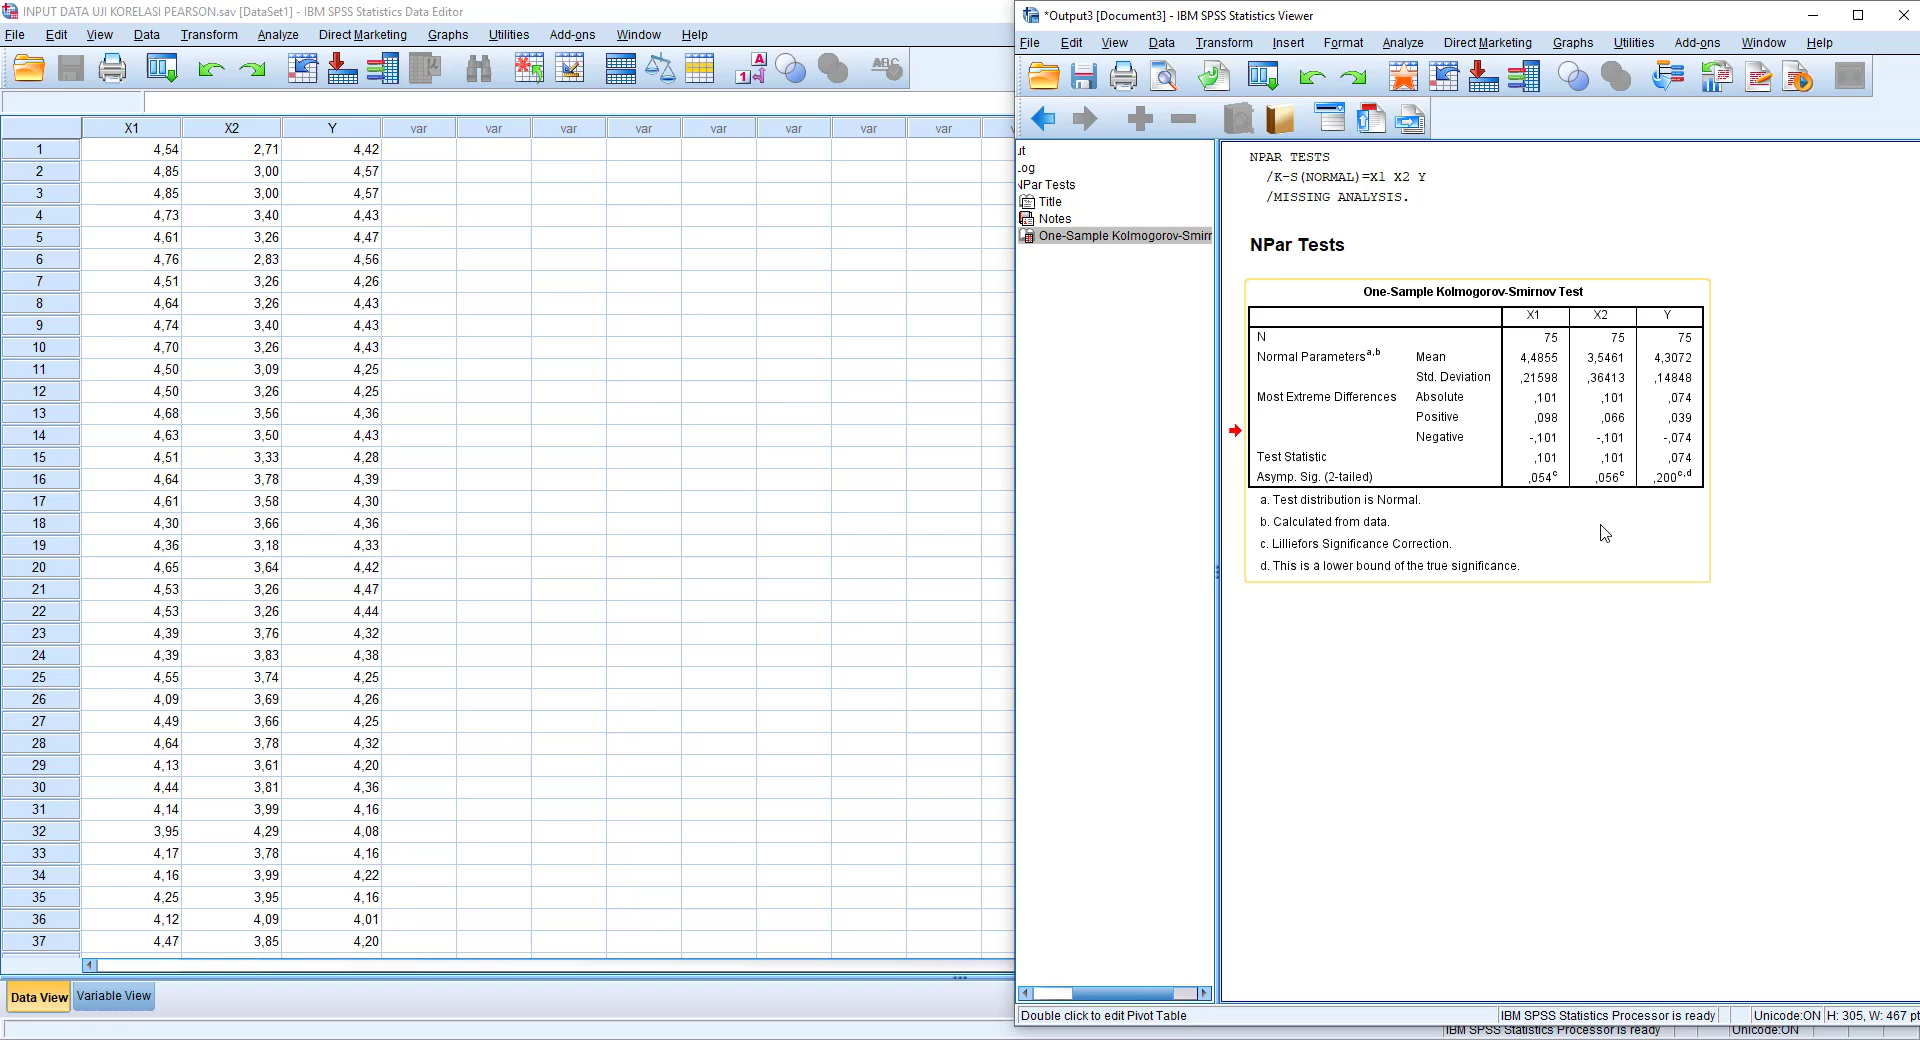 INPUT DATA UJI KORELASI PEARSON.sav [DataSet1] - IBM SPSS Statistics Data Editor
File Edit View Data Transform Analyze Direct Marketing Graphs Utilities Add-ons Window Help
X1 X2 Y var var var var var var var var
1 4,54 2,71 4,42
2 4,85 3,00 4,57
3 4,85 3,00 4,57
4 4,73 3,40 4,43
5 4,61 3,26 4,47
6 4,76 2,83 4,56
7 4,51 3,26 4,26
8 4,64 3,26 4,43
9 4,74 3,40 4,43
10 4,70 3,26 4,43
11 4,50 3,09 4,25
12 4,50 3,26 4,25
13 4,68 3,56 4,36
14 4,63 3,50 4,43
15 4,51 3,33 4,28
16 4,64 3,78 4,39
17 4,61 3,58 4,30
18 4,30 3,66 4,36
19 4,36 3,18 4,33
20 4,65 3,64 4,42
21 4,53 3,26 4,47
22 4,53 3,26 4,44
23 4,39 3,76 4,32
24 4,39 3,83 4,38
25 4,55 3,74 4,25
26 4,09 3,69 4,26
27 4,49 3,66 4,25
28 4,64 3,78 4,32
29 4,13 3,61 4,20
30 4,44 3,81 4,36
31 4,14 3,99 4,16
32 3,95 4,29 4,08
33 4,17 3,78 4,16
34 4,16 3,99 4,22
35 4,25 3,95 4,16
36 4,12 4,09 4,01
37 4,47 3,85 4,20
Data View Variable View
*Output3 [Document3] - IBM SPSS Statistics Viewer
File Edit View Data Transform Insert Format Analyze Direct Marketing Graphs Utilities Add-ons Window Help
ut
Log
NPar Tests
Title
Notes
One-Sample Kolmogorov-Smirn
NPAR TESTS
/K-S(NORMAL)=X1 X2 Y
/MISSING ANALYSIS.
NPar Tests
One-Sample Kolmogorov-Smirnov Test
X1 X2 Y
N 75 75 75
Normal Parametersa,b Mean 4,4855 3,5461 4,3072
Std. Deviation ,21598 ,36413 ,14848
Most Extreme Differences Absolute ,101 ,101 ,074
Positive ,098 ,066 ,039
Negative -,101 -,101 -,074
Test Statistic ,101 ,101 ,074
Asymp. Sig. (2-tailed) ,054c ,056c ,200c,d
a. Test distribution is Normal.
b. Calculated from data.
c. Lilliefors Significance Correction.
d. This is a lower bound of the true significance.
Double click to edit Pivot Table IBM SPSS Statistics Processor is ready Unicode:ON H: 305, W: 467 pt
IBM SPSS Statistics Processor is ready Unicode:ON